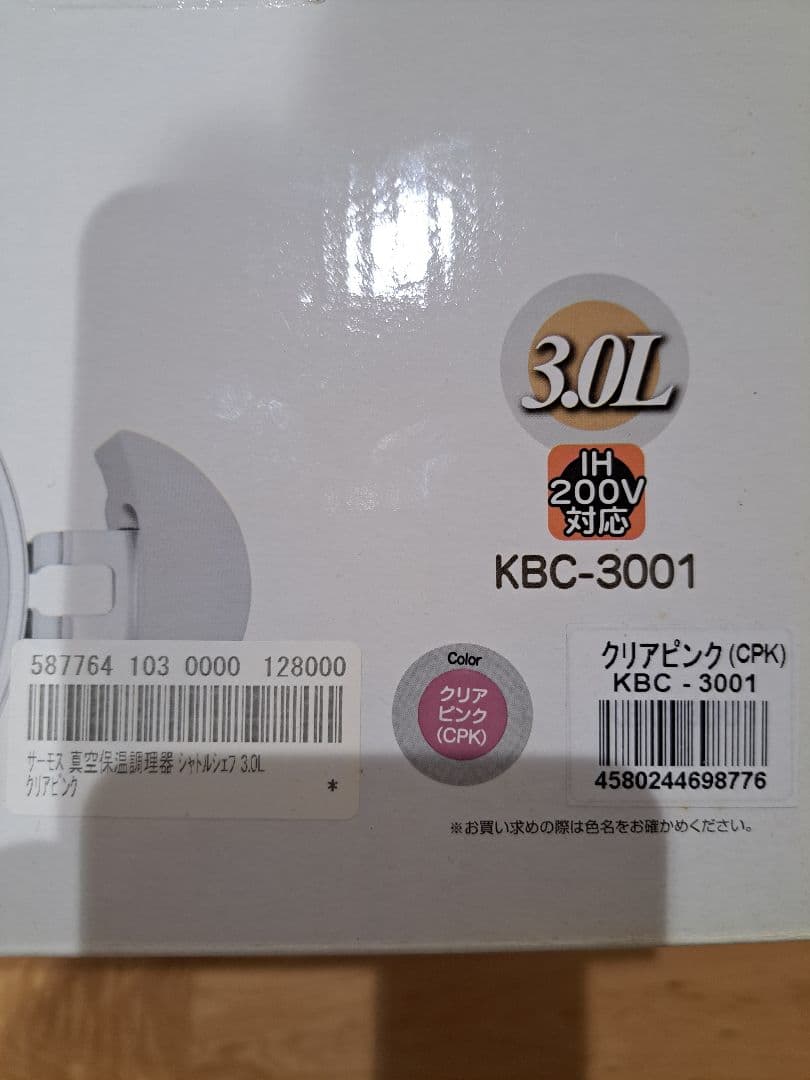 3.0L
IH
200V
対応
KBC-3001
587764 103 0000 128000
サーモス 真空保温調理器 シャトルシェフ 3.0L
クリアピンク
*
Color
クリア
ピンク
(CPK)
クリアピンク(CPK)
KBC - 3001
4580244698776
※お買い求めの際は色名をお確かめください。